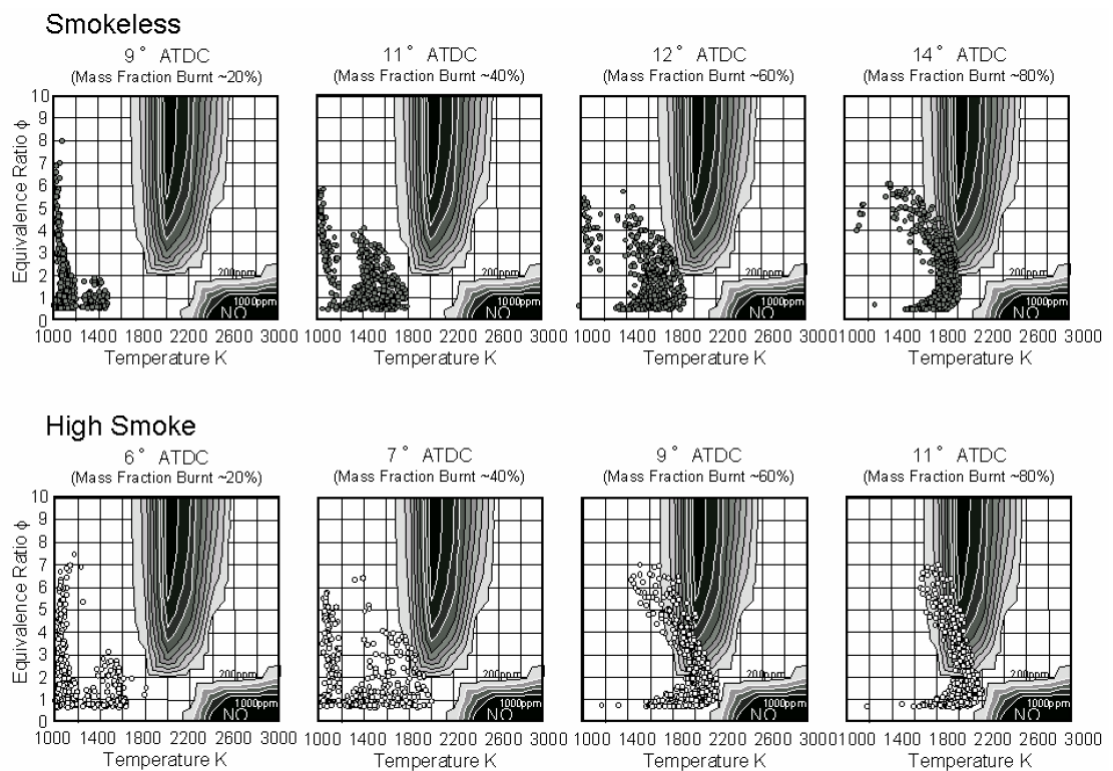 Smokeless
9° ATDC 11° ATDC 12° ATDC 14° ATDC
(Mass Fraction Burnt ~20%) (Mass Fraction Burnt ~40%) (Mass Fraction Burnt ~60%) (Mass Fraction Burnt ~80%)
Equivalence Ratio ϕ
10
9
8
7
6
5
4
3
2
1
0
200ppm 200ppm 200ppm 200ppm
1000ppm 1000ppm 1000ppm 1000ppm
NO NO NO NO
1000 1400 1800 2200 2600 3000 1000 1400 1800 2200 2600 3000 1000 1400 1800 2200 2600 3000 1000 1400 1800 2200 2600 3000
Temperature K Temperature K Temperature K Temperature K
High Smoke
6° ATDC 7° ATDC 9° ATDC 11° ATDC
(Mass Fraction Burnt ~20%) (Mass Fraction Burnt ~40%) (Mass Fraction Burnt ~60%) (Mass Fraction Burnt ~80%)
Equivalence Ratio ϕ
10
9
8
7
6
5
4
3
2
1
0
200ppm 200ppm 200ppm 200ppm
1000ppm 1000ppm 1000ppm 1000ppm
NO NO NO NO
1000 1400 1800 2200 2600 3000 1000 1400 1800 2200 2600 3000 1000 1400 1800 2200 2600 3000 1000 1400 1800 2200 2600 3000
Temperature K Temperature K Temperature K Temperature K